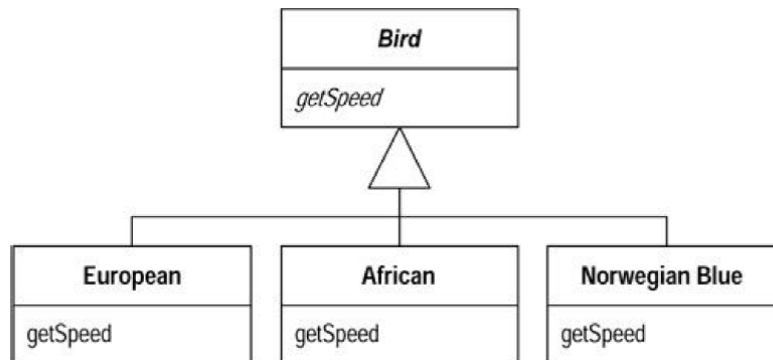 Bird
getSpeed
European
African
Norwegian Blue
getSpeed
getSpeed
getSpeed